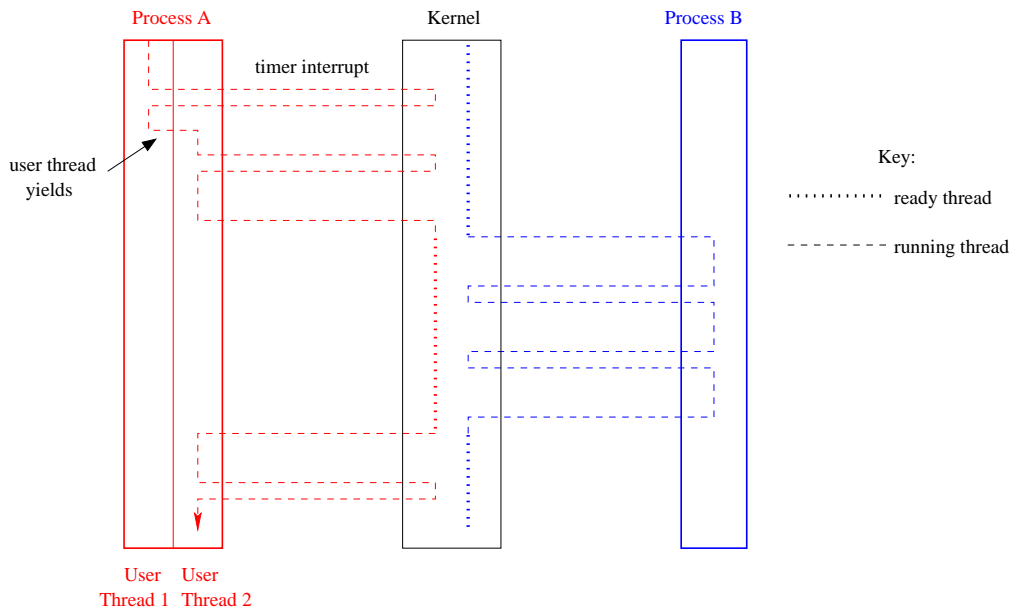 Process A
Kernel
Process B
timer interrupt
user thread
yields
Key:
ready thread
running thread
User
Thread 1
User
Thread 2